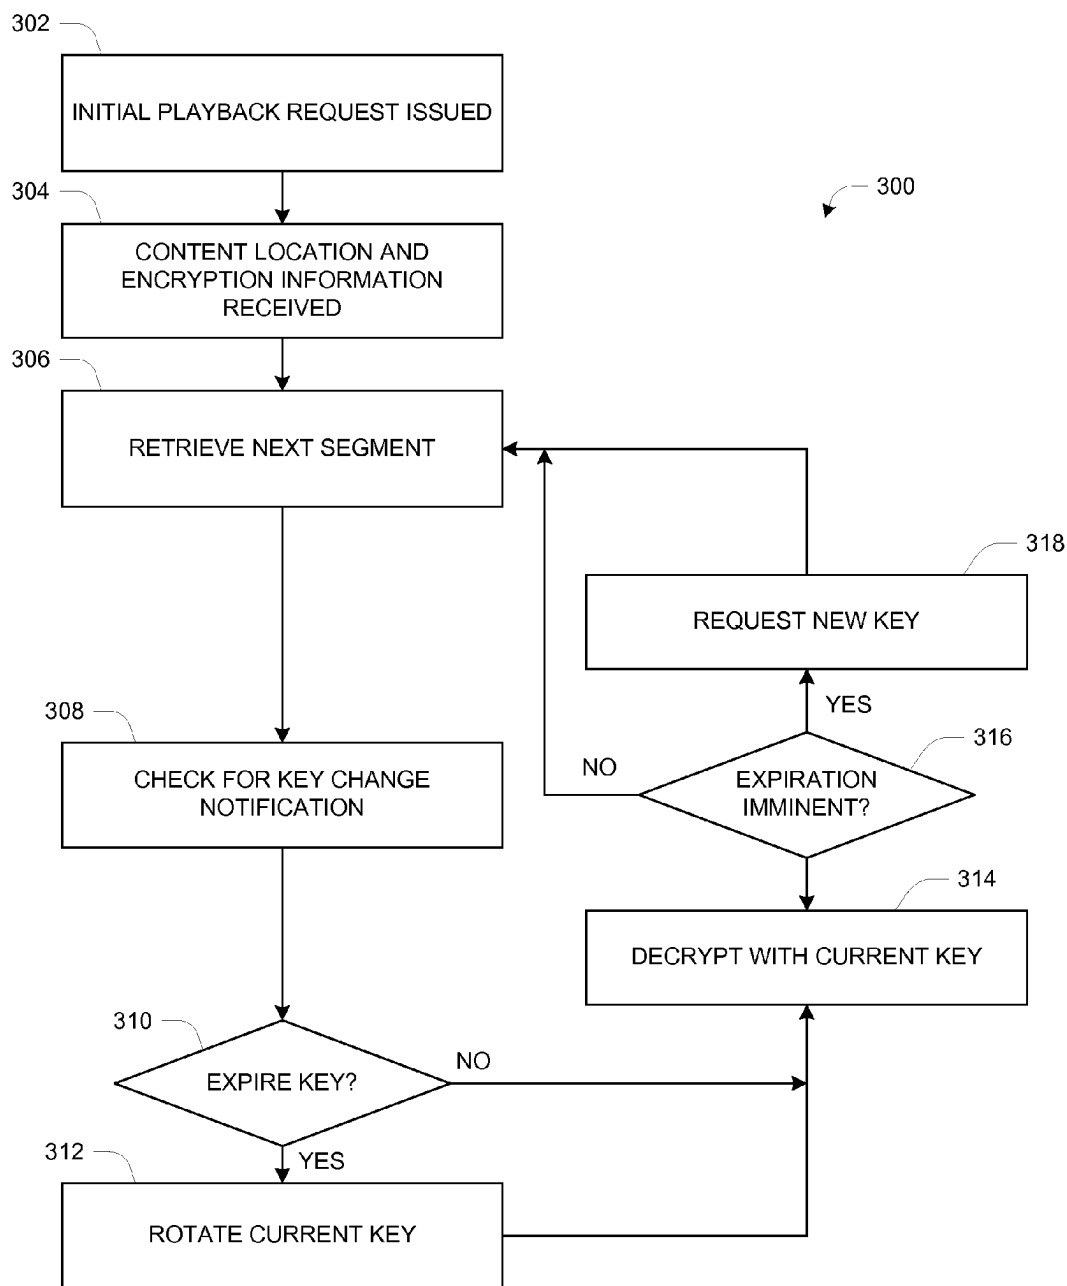 302
INITIAL PLAYBACK REQUEST ISSUED
304
300
CONTENT LOCATION AND
ENCRYPTION INFORMATION
RECEIVED
306
RETRIEVE NEXT SEGMENT
318
REQUEST NEW KEY
308
YES
316
CHECK FOR KEY CHANGE
NOTIFICATION
NO
EXPIRATION
IMMINENT?
314
DECRYPT WITH CURRENT KEY
310
EXPIRE KEY?
NO
312
YES
ROTATE CURRENT KEY